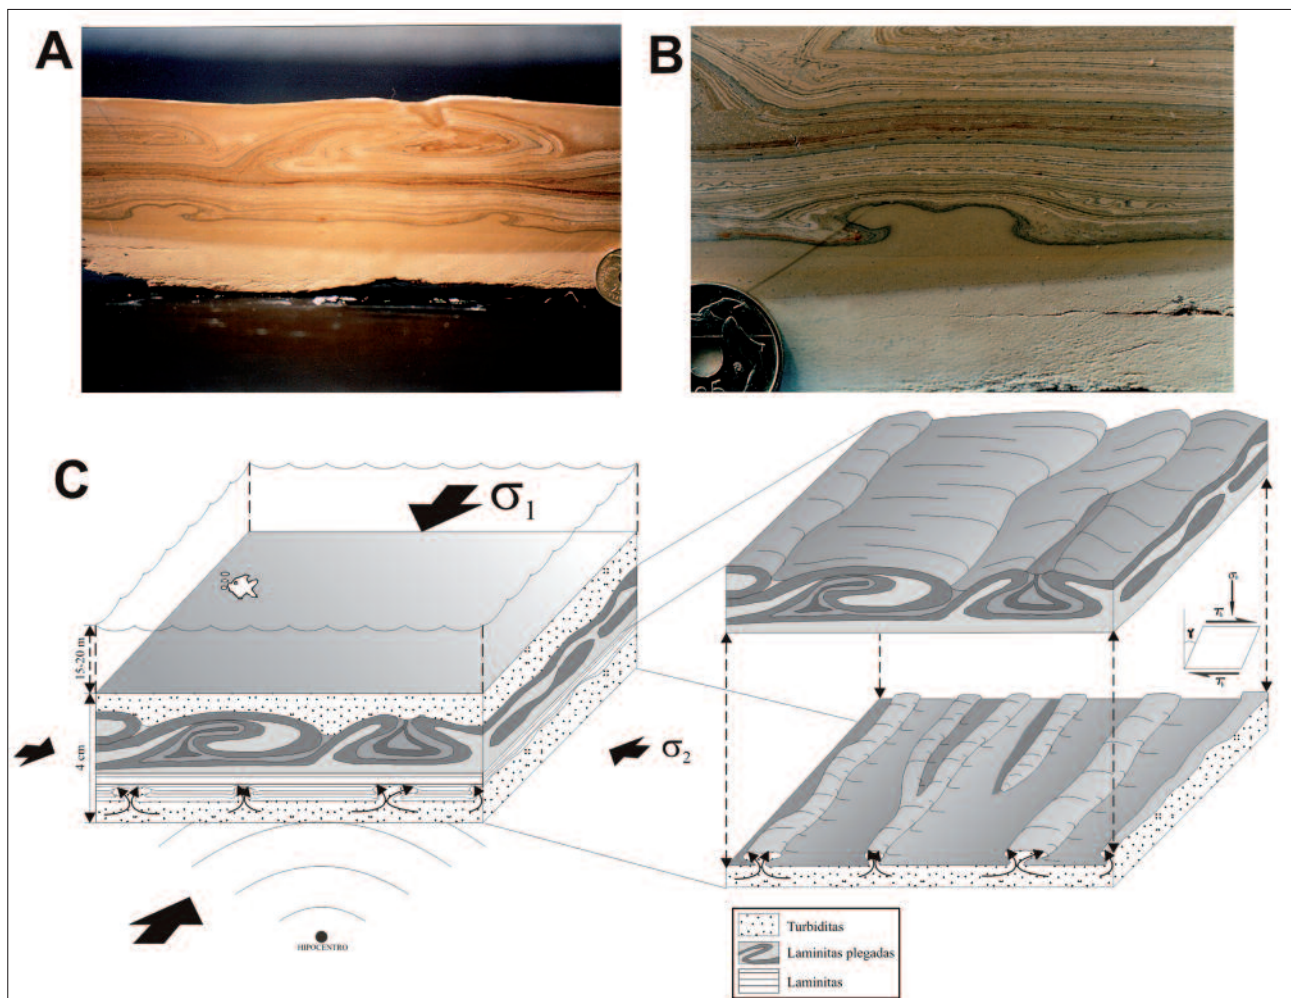 A
B
C
σ1
15-20 m
4 cm
σ2
HIPOCENTRO
γ
Turbiditas
Laminitas plegadas
Laminitas